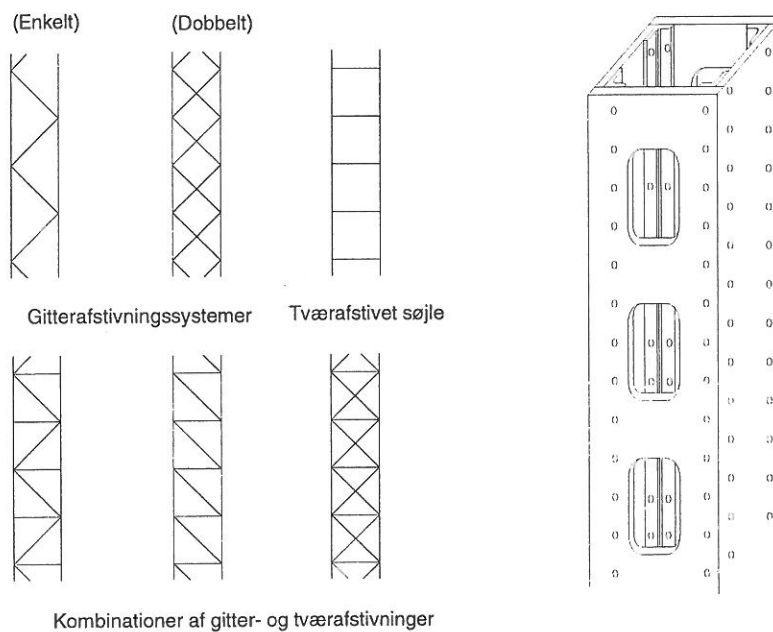 (Enkelt) (Dobbelt)
Gitterafstivningssystemer Tværafstivet søjle
Kombinationer af gitter- og tværafstivninger